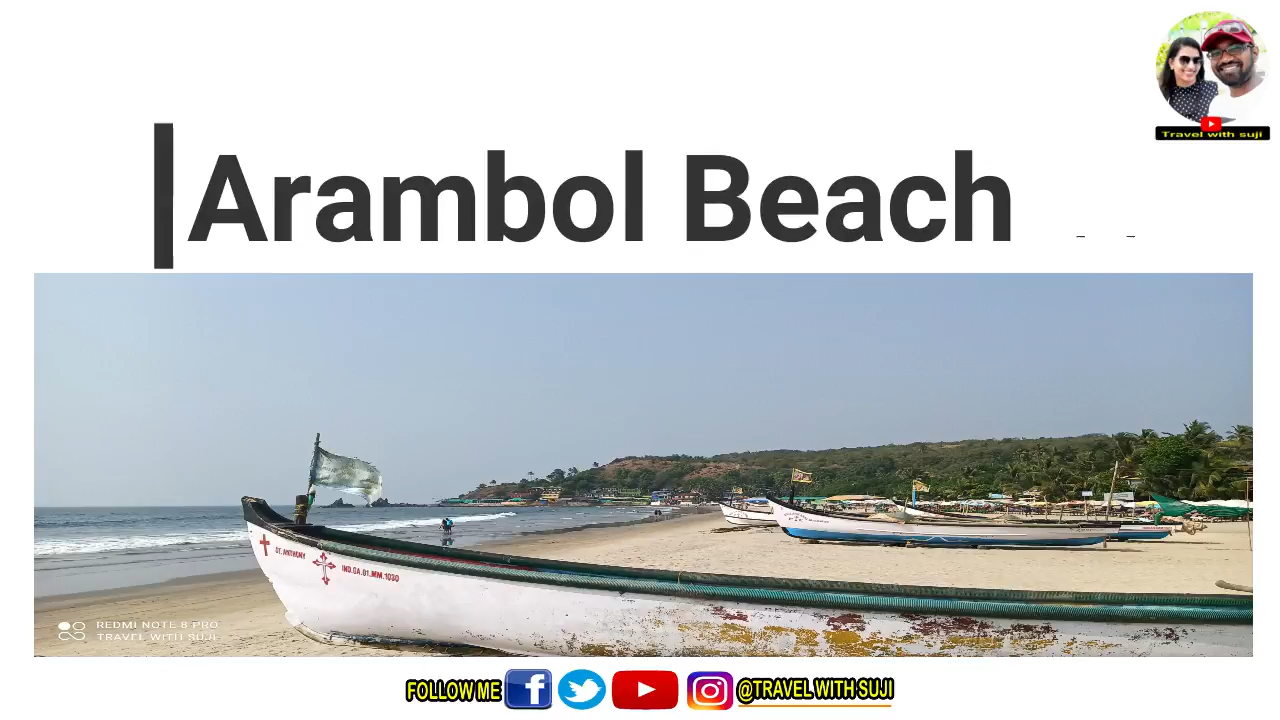 Travel with suji
Arambol Beach
ST. ANTHONY
IND.GA.01.MM.1030
REDMI NOTE 8 PRO
TRAVEL WITH SUJI
FOLLOW ME
@TRAVEL WITH SUJI